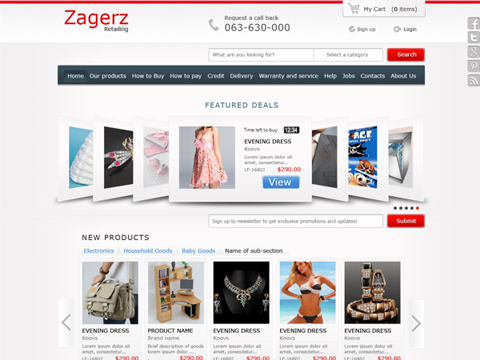 My Cart (0 items)
Zagerz
Retailing
Request a call back
063-630-000
Sign up
Login
What are you looking for?
Select a category
Search
Home
Our products
How to Buy
How to pay
Credit
Delivery
Warranty and service
Help
Jobs
Contacts
About Us
FEATURED DEALS
Time left to buy: 12:34
EVENING DRESS
Koovs
Lorem ipsum dolor sit
amet, consectetur...
LF-16802 $290.00
View
Sign up to newsletter to get exclusive promotions and updates!
Submit
NEW PRODUCTS
Electronics
Household Goods
Baby Goods
Name of sub-section
EVENING DRESS
Koovs
Lorem ipsum dolor sit
amet, consectetur...
LF-16802 $290.00
PRODUCT NAME
Brand name
Brief description of goods
lorem ipsum dolor ...
$290.00
EVENING DRESS
Koovs
Lorem ipsum dolor sit
amet, consectetur...
LF-16802 $290.00
EVENING DRESS
Koovs
Lorem ipsum dolor sit
amet, consectetur...
LF-16802 $290.00
EVENING DRESS
Koovs
Lorem ipsum dolor sit
amet, consectetur...
LF-16802 $290.00